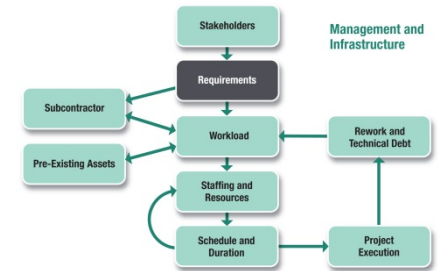 Stakeholders
Management and
Infrastructure
Requirements
Subcontractor
Workload
Rework and
Technical Debt
Pre-Existing Assets
Staffing and
Resources
Schedule and
Duration
Project
Execution